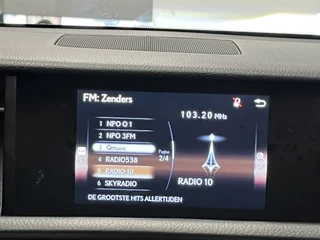 FM: Zenders
103.20 MHz
1 NPO O1
2 NPO 3FM
3 Qmusic
4 RADIO538
5 RADIO 10
6 SKYRADIO
Pagina
2/4
RADIO 10
DE GROOTSTE HITS ALLERTIJDEN